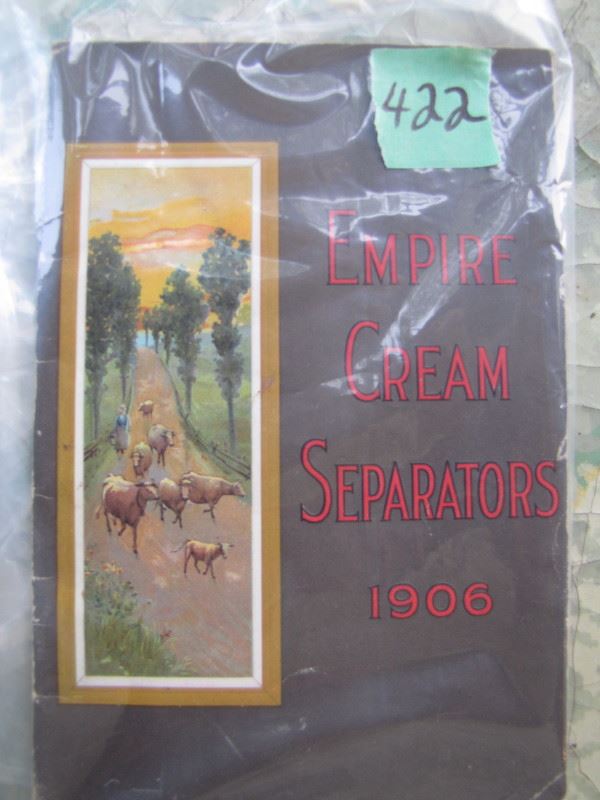 422
EMPIRE
CREAM
SEPARATORS
1906